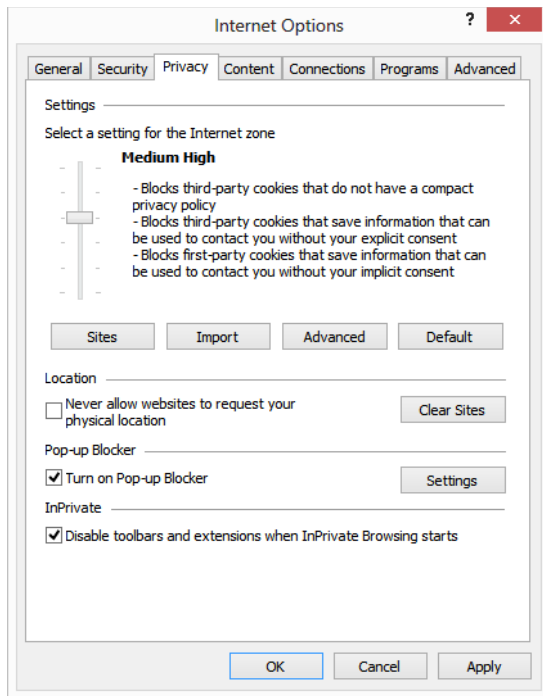 Internet Options
? ×
General Security Privacy Content Connections Programs Advanced
Settings
Select a setting for the Internet zone
Medium High
- Blocks third-party cookies that do not have a compact
privacy policy
- Blocks third-party cookies that save information that can
be used to contact you without your explicit consent
- Blocks first-party cookies that save information that can
be used to contact you without your implicit consent
Sites Import Advanced Default
Location
Never allow websites to request your
physical location
Clear Sites
Pop-up Blocker
Turn on Pop-up Blocker
Settings
InPrivate
Disable toolbars and extensions when InPrivate Browsing starts
OK Cancel Apply